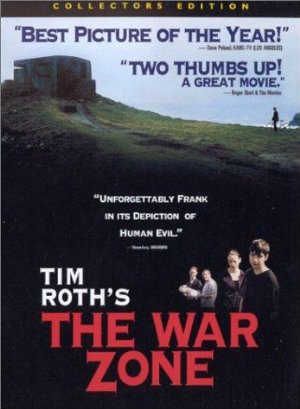 COLLECTORS EDITION
"BEST PICTURE OF THE YEAR!"
"TWO THUMBS UP!
A GREAT MOVIE."
"UNFORGETTABLY FRANK
IN ITS DEPICTION OF
HUMAN EVIL."
TIM
ROTH'S
THE WAR
ZONE